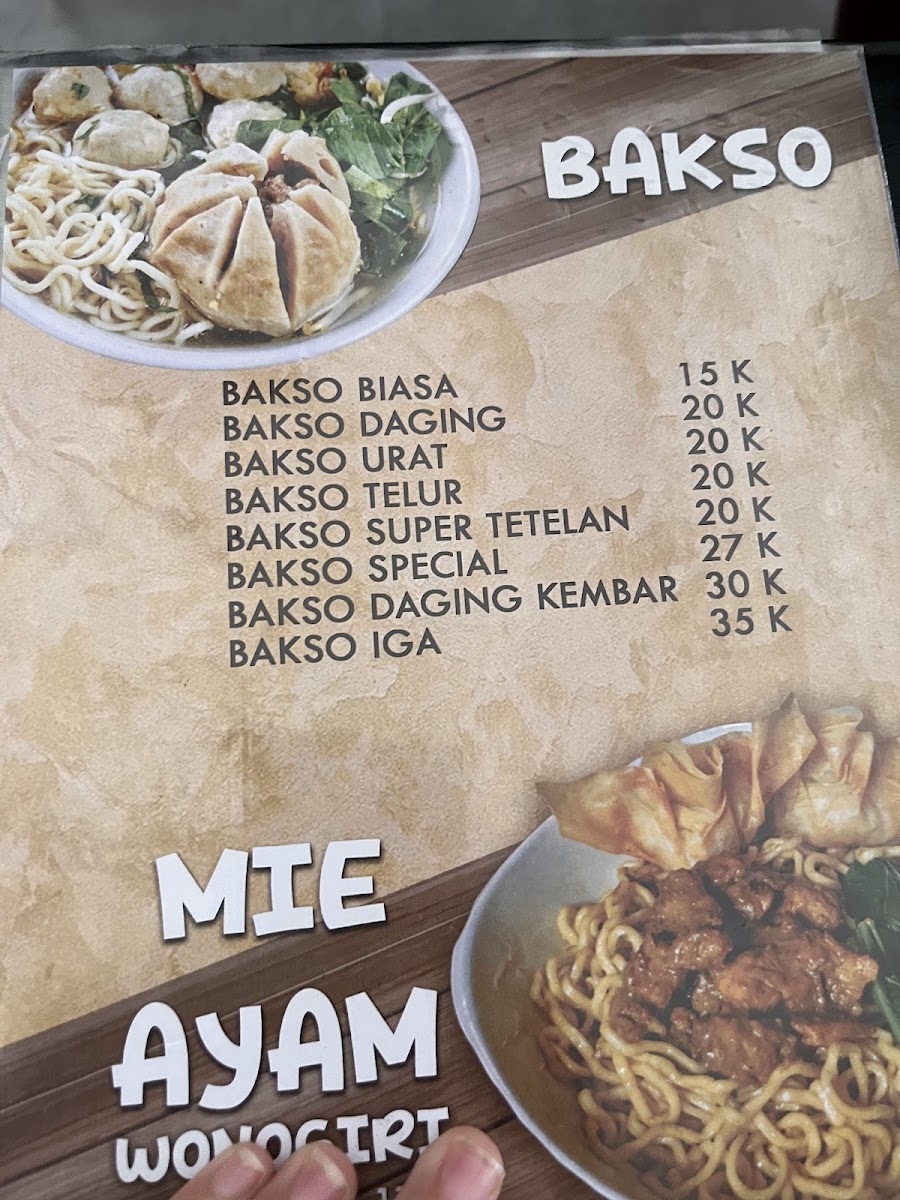 BAKSO
BAKSO BIASA 15 K
BAKSO DAGING 20 K
BAKSO URAT 20 K
BAKSO TELUR 20 K
BAKSO SUPER TETELAN 20 K
BAKSO SPECIAL 27 K
BAKSO DAGING KEMBAR 30 K
BAKSO IGA 35 K
MIE
AYAM
WONOGIRI